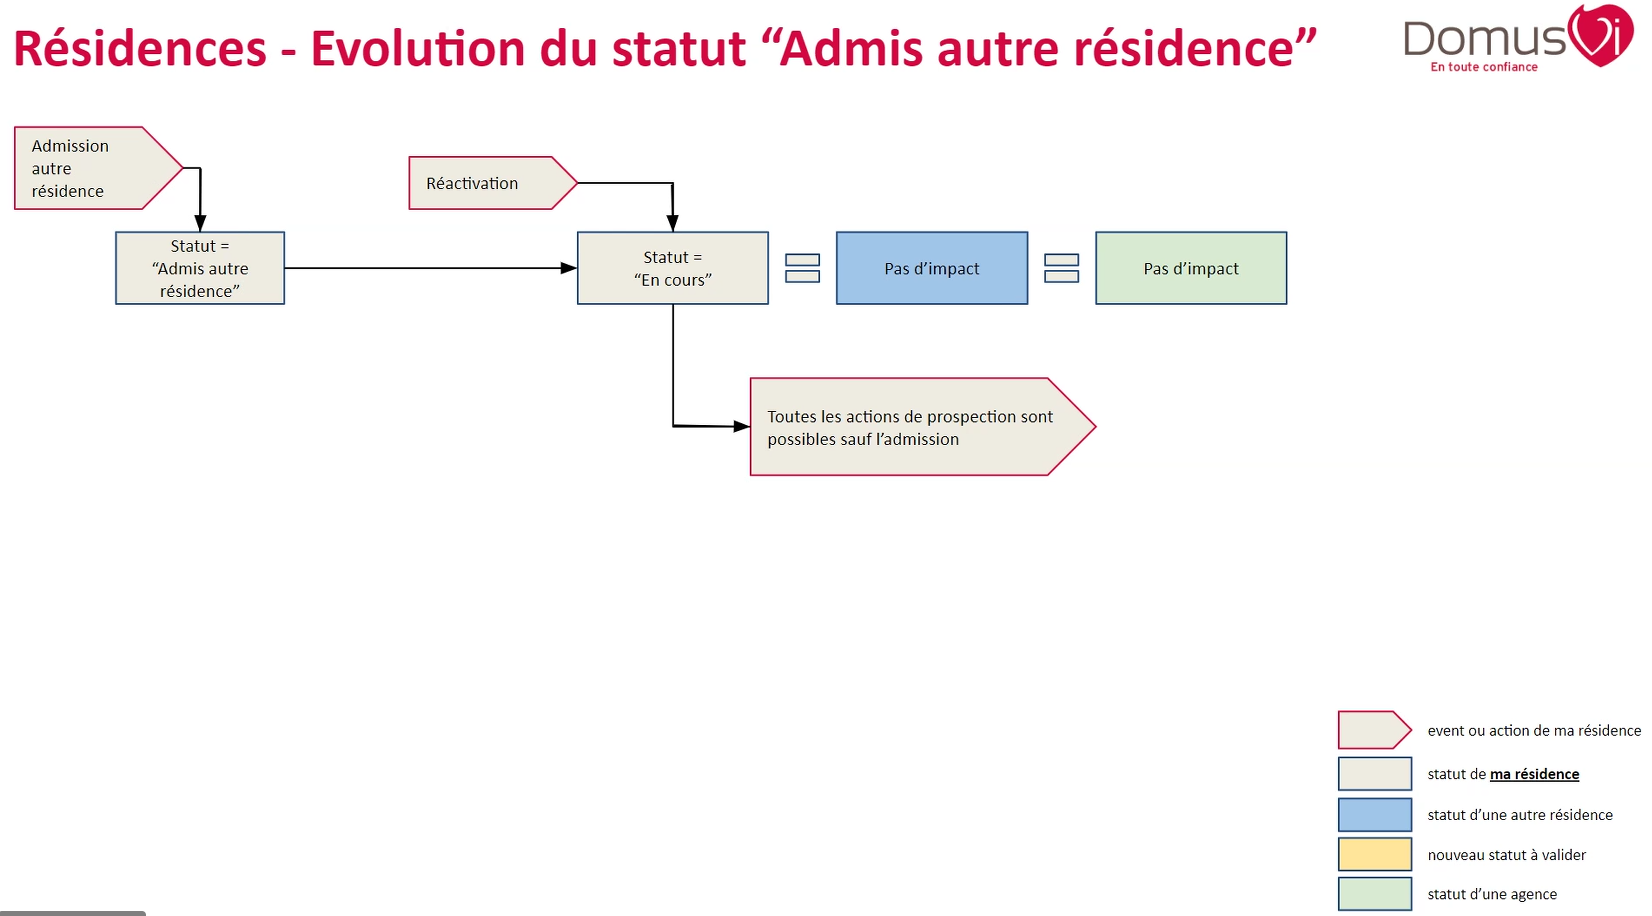 Résidences - Evolution du statut “Admis autre résidence”
DomusVi
En toute confiance
Admission
autre
résidence
Réactivation
Statut =
“Admis autre
résidence”
Statut =
“En cours”
Pas d’impact
Pas d’impact
Toutes les actions de prospection sont
possibles sauf l’admission
event ou action de ma résidence
statut de ma résidence
statut d’une autre résidence
nouveau statut à valider
statut d’une agence